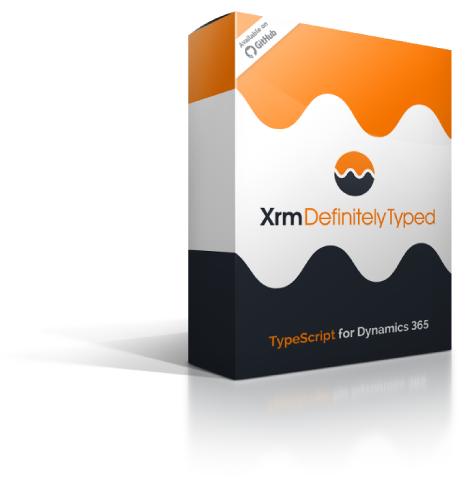 Available on
GitHub
XrmDefinitelyTyped
TypeScript for Dynamics 365